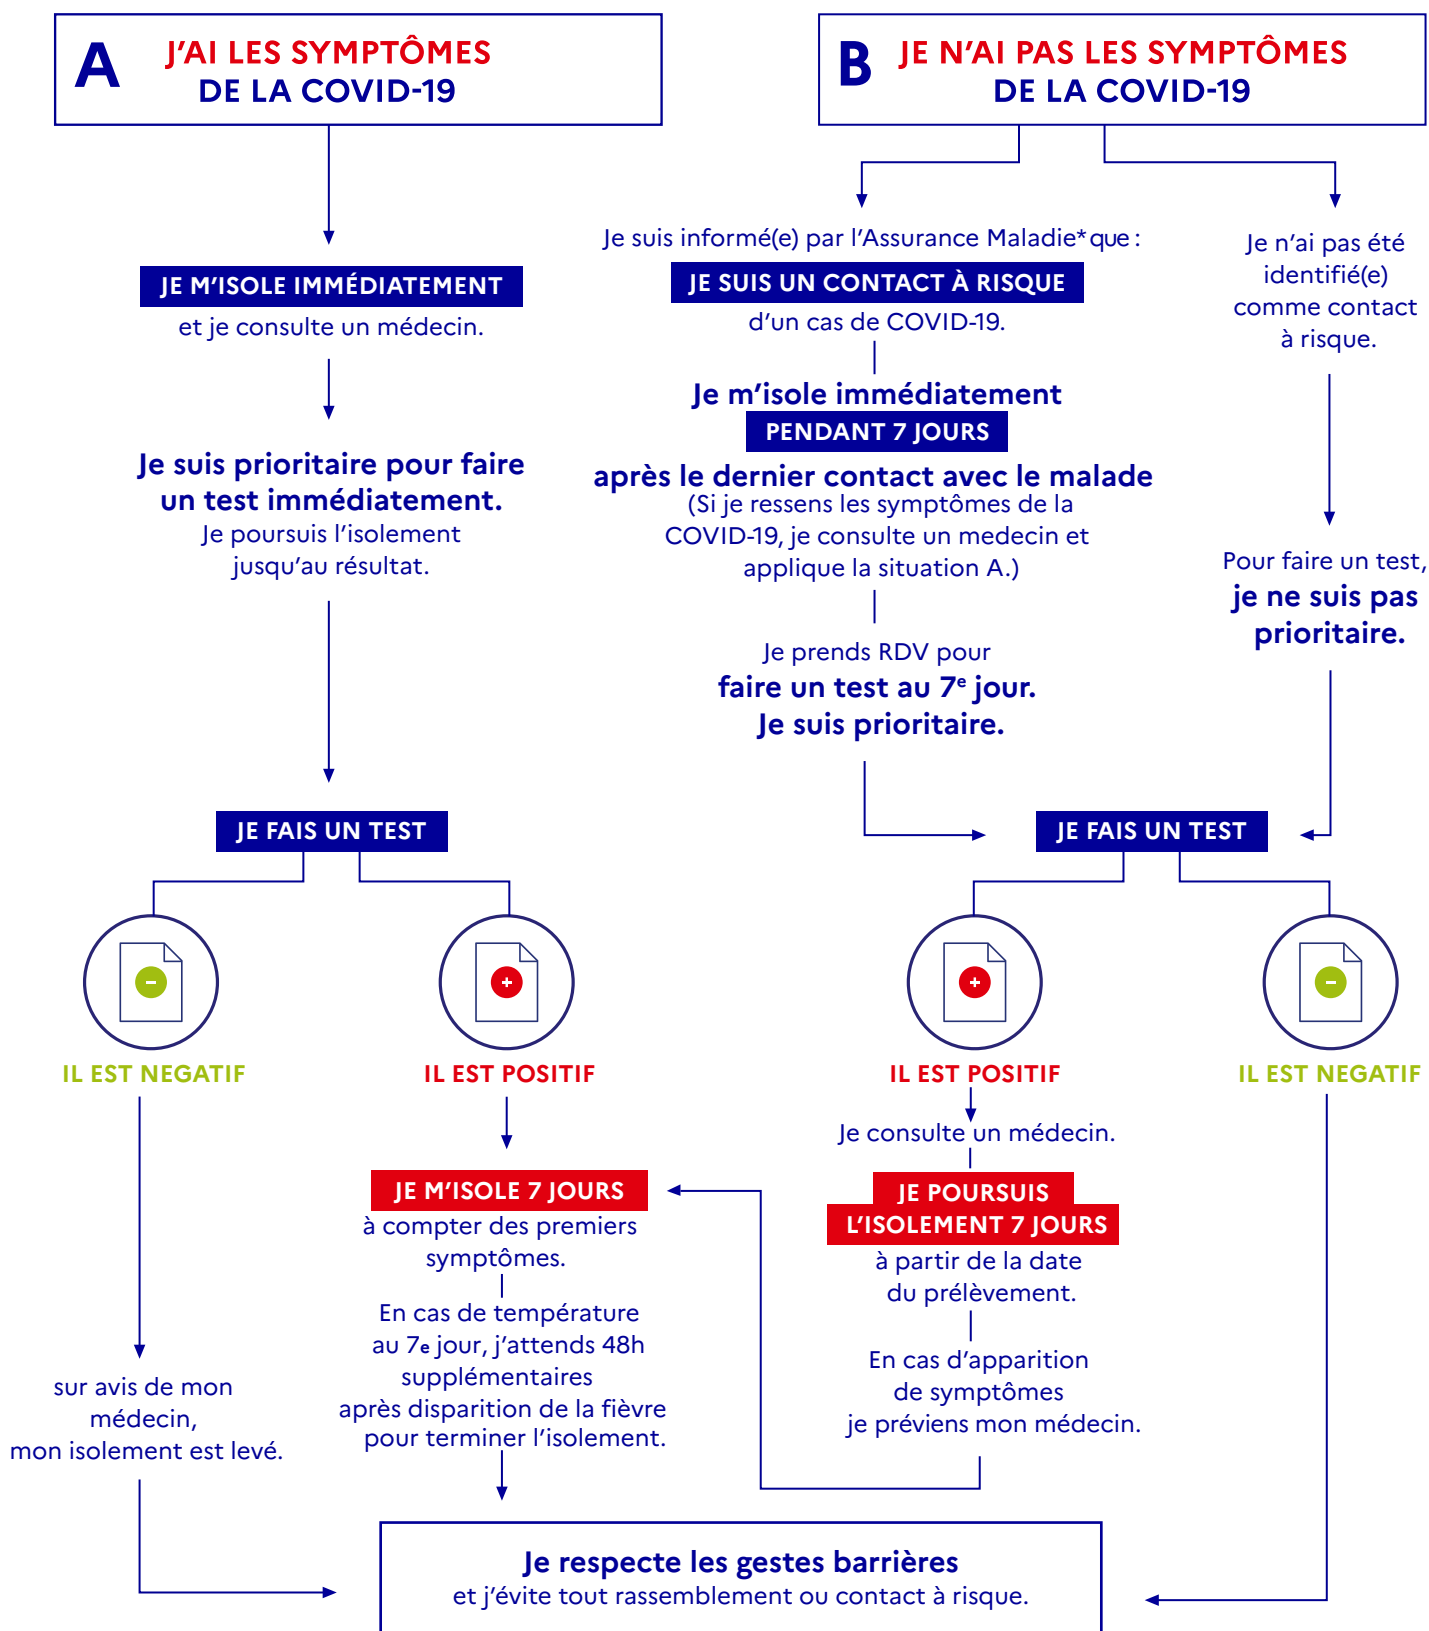 A
J'AI LES SYMPTÔMES
DE LA COVID-19
JE M'ISOLE IMMÉDIATEMENT
et je consulte un médecin.
Je suis prioritaire pour faire
un test immédiatement.
Je poursuis l'isolement
jusqu'au résultat.
JE FAIS UN TEST
IL EST NEGATIF
sur avis de mon
médecin,
mon isolement est levé.
IL EST POSITIF
JE M'ISOLE 7 JOURS
à compter des premiers
symptômes.
En cas de température
au 7e jour, j'attends 48h
supplémentaires
après disparition de la fièvre
pour terminer l'isolement.
B
JE N'AI PAS LES SYMPTÔMES
DE LA COVID-19
Je suis informé(e) par l'Assurance Maladie* que :
JE SUIS UN CONTACT À RISQUE
d'un cas de COVID-19.
Je m'isole immédiatement
PENDANT 7 JOURS
après le dernier contact avec le malade
(Si je ressens les symptômes de la
COVID-19, je consulte un medecin et
applique la situation A.)
Je prends RDV pour
faire un test au 7e jour.
Je suis prioritaire.
Je n'ai pas été
identifié(e)
comme contact
à risque.
Pour faire un test,
je ne suis pas
prioritaire.
JE FAIS UN TEST
IL EST POSITIF
Je consulte un médecin.
JE POURSUIS
L'ISOLEMENT 7 JOURS
à partir de la date
du prélèvement.
En cas d'apparition
de symptômes
je préviens mon médecin.
IL EST NEGATIF
Je respecte les gestes barrières
et j'évite tout rassemblement ou contact à risque.